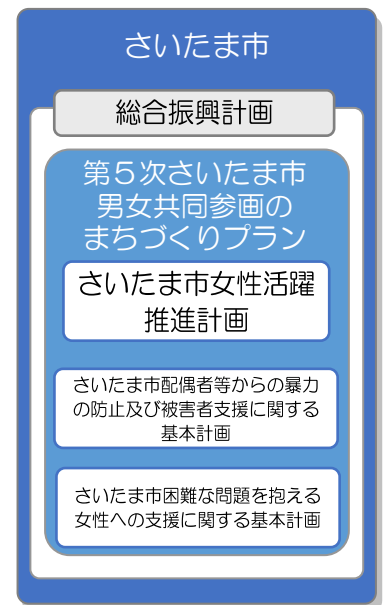 さいたま市
総合振興計画
第５次さいたま市
男女共同参画の
まちづくりプラン
さいたま市女性活躍
推進計画
さいたま市配偶者等からの暴力
の防止及び被害者支援に関する
基本計画
さいたま市困難な問題を抱える
女性への支援に関する基本計画